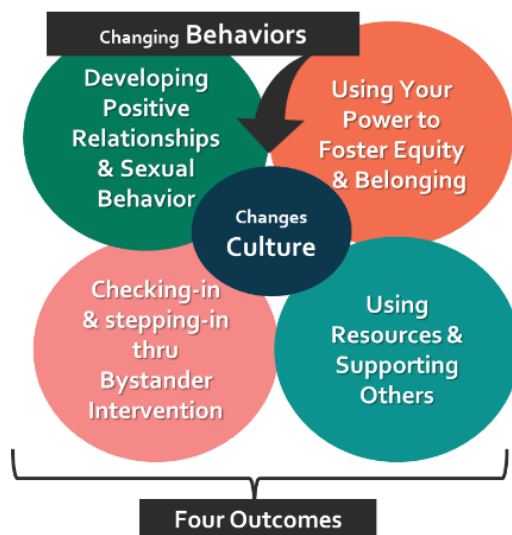 Changing Behaviors
Developing
Positive
Relationships
& Sexual
Behavior
Using Your
Power to
Foster Equity
& Belonging
Changes
Culture
Checking-in
& stepping-in
thru
Bystander
Intervention
Using
Resources &
Supporting
Others
Four Outcomes